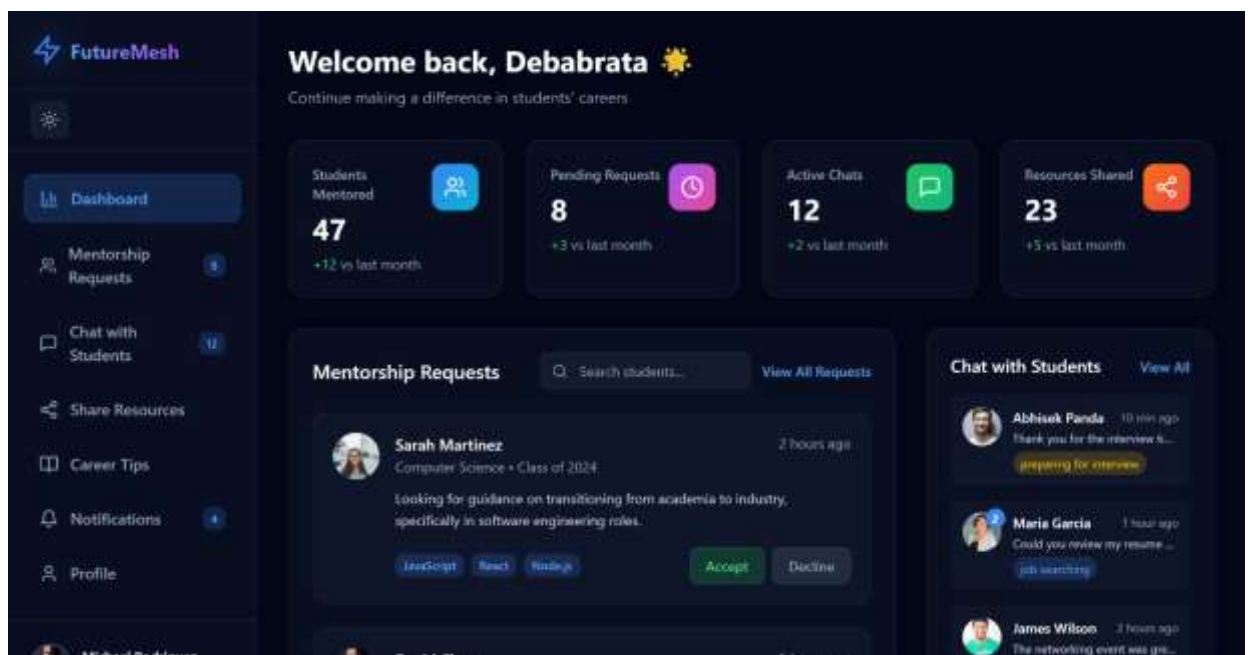 FutureMesh
Dashboard
Mentorship
Requests
Chat with
Students
12
Share Resources
Career Tips
Notifications
4
Profile
Welcome back, Debabrata
Continue making a difference in students' careers
Students
Mentored
47
+12 vs last month
Pending Requests
8
+3 vs last month
Active Chats
12
+2 vs last month
Resources Shared
23
+5 vs last month
Mentorship Requests
Search students...
View All Requests
Sarah Martinez
2 hours ago
Computer Science • Class of 2024
Looking for guidance on transitioning from academia to industry,
specifically in software engineering roles.
JavaScript
React
Node.js
Accept
Decline
Chat with Students
View All
Abhisek Panda
10 min ago
Thank you for the interview
preparing for interview
2
Maria Garcia
1 hour ago
Could you review my resume ...
job searching
James Wilson
2 hours ago
The networking event was